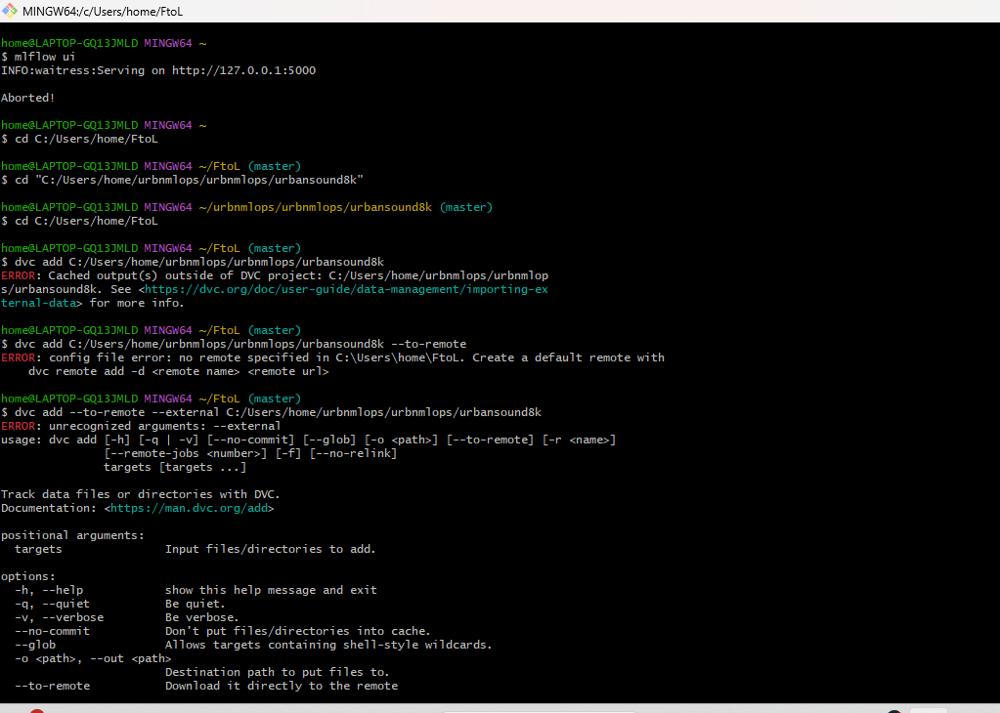 MINGW64:/c/Users/home/FtoL
home@LAPTOP-GQ13JMLD MINGW64 ~
$ mlflow ui
INFO:waitress:Serving on http://127.0.0.1:5000
Aborted!
home@LAPTOP-GQ13JMLD MINGW64 ~
$ cd C:/Users/home/FtoL
home@LAPTOP-GQ13JMLD MINGW64 ~/FtoL (master)
$ cd "C:/Users/home/urbnmlops/urbnmlops/urbansound8k"
home@LAPTOP-GQ13JMLD MINGW64 ~/urbnmlops/urbnmlops/urbansound8k (master)
$ cd C:/Users/home/FtoL
home@LAPTOP-GQ13JMLD MINGW64 ~/FtoL (master)
$ dvc add C:/Users/home/urbnmlops/urbnmlops/urbansound8k
ERROR: Cached output(s) outside of DVC project: C:/Users/home/urbnmlops/urbnmlop
s/urbansound8k. See <https://dvc.org/doc/user-guide/data-management/importing-ex
ternal-data> for more info.
home@LAPTOP-GQ13JMLD MINGW64 ~/FtoL (master)
$ dvc add C:/Users/home/urbnmlops/urbnmlops/urbansound8k --to-remote
ERROR: config file error: no remote specified in C:\Users\home\FtoL. Create a default remote with
    dvc remote add -d <remote name> <remote url>
home@LAPTOP-GQ13JMLD MINGW64 ~/FtoL (master)
$ dvc add --to-remote --external C:/Users/home/urbnmlops/urbnmlops/urbansound8k
ERROR: unrecognized arguments: --external
usage: dvc add [-h] [-q | -v] [--no-commit] [--glob] [-o <path>] [--to-remote] [-r <name>]
               [--remote-jobs <number>] [-f] [--no-relink]
               targets [targets ...]
Track data files or directories with DVC.
Documentation: <https://man.dvc.org/add>
positional arguments:
  targets               Input files/directories to add.
options:
  -h, --help            show this help message and exit
  -q, --quiet           Be quiet.
  -v, --verbose         Be verbose.
  --no-commit           Don't put files/directories into cache.
  --glob                Allows targets containing shell-style wildcards.
  -o <path>, --out <path>
                        Destination path to put files to.
  --to-remote           Download it directly to the remote